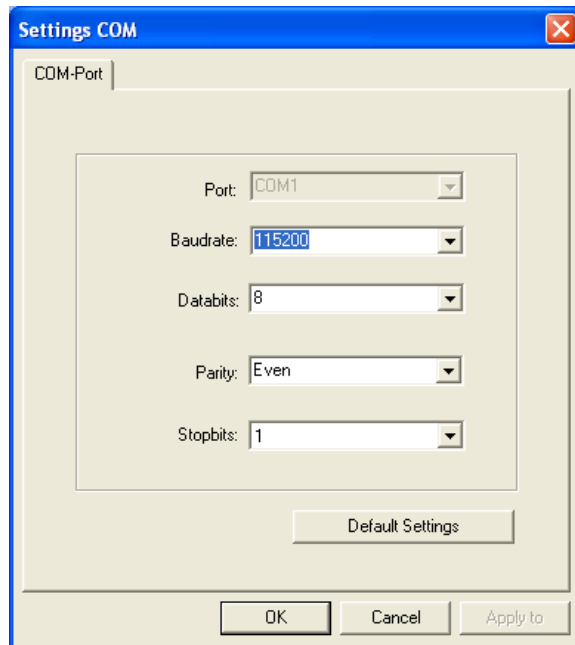 Settings COM
COM-Port
Port: COM1
Baudrate: 115200
Databits: 8
Parity: Even
Stopbits: 1
Default Settings
OK Cancel Apply to